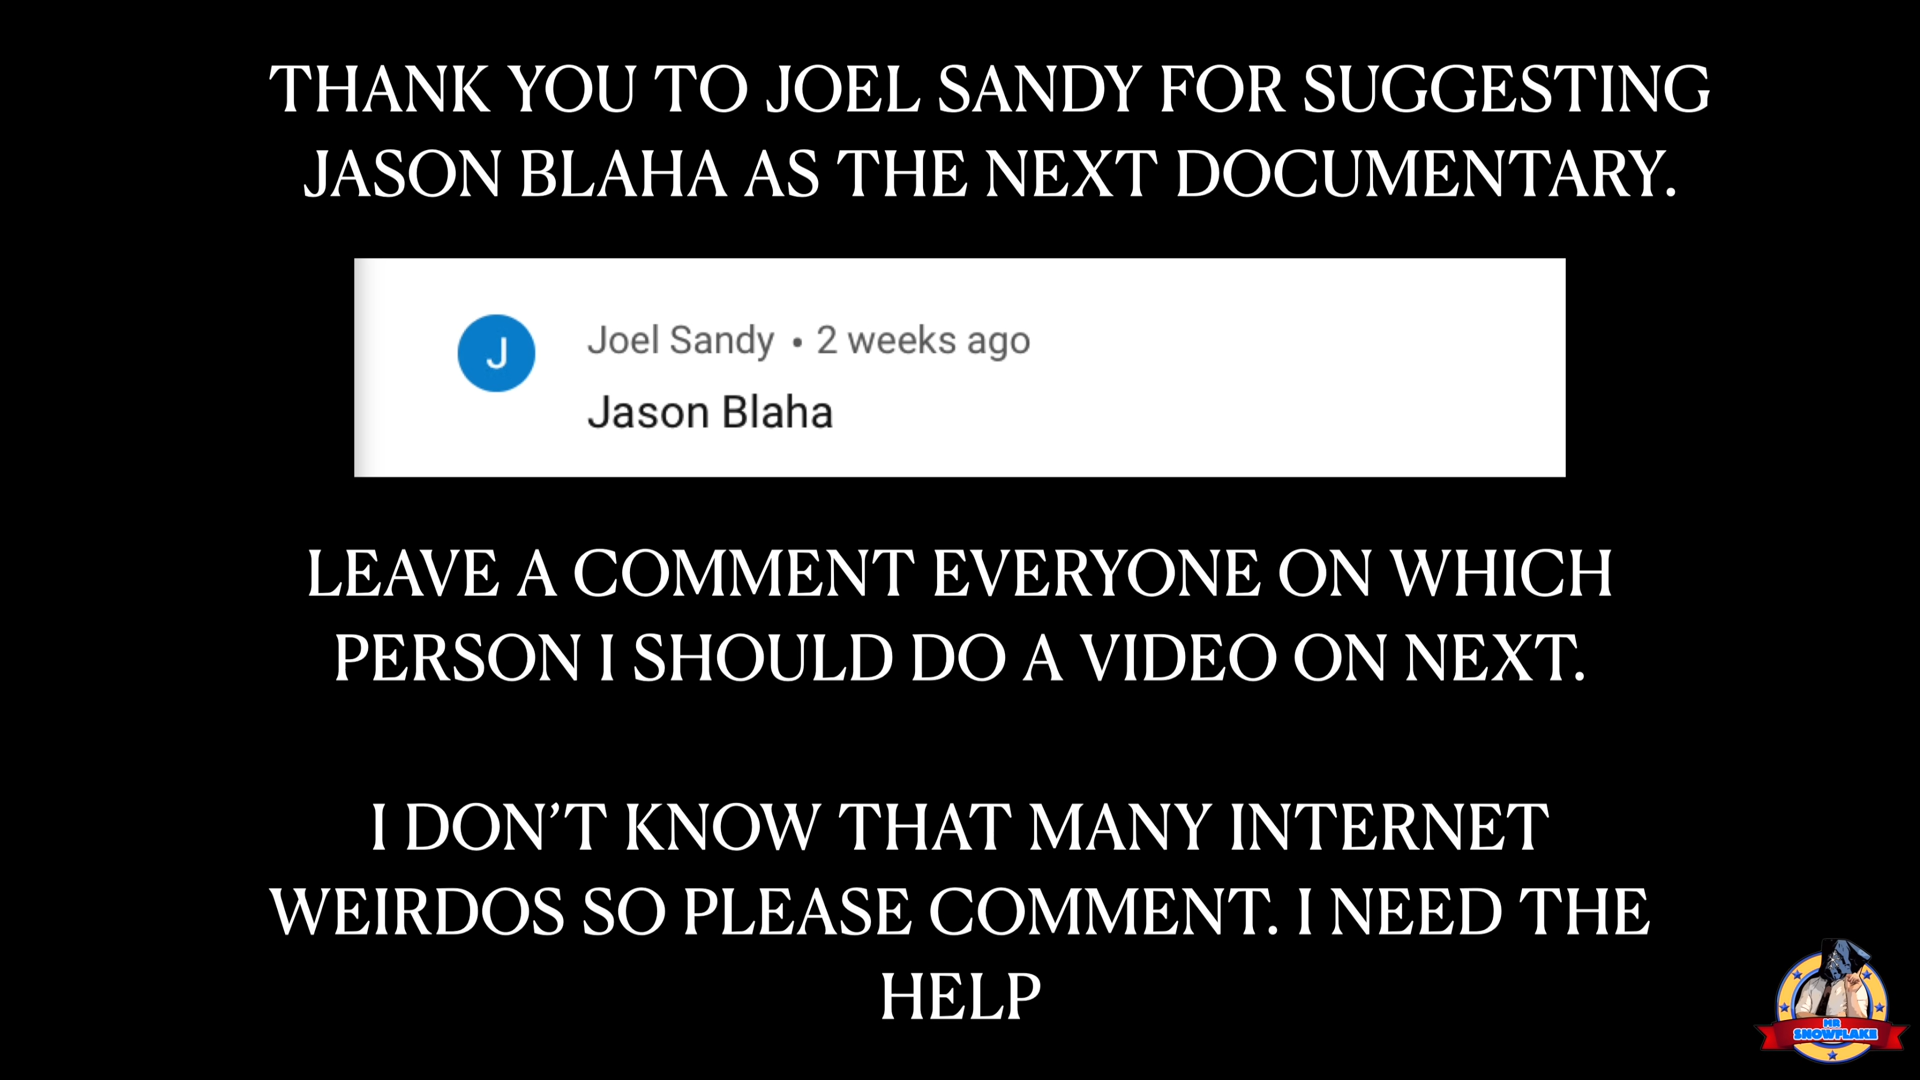 THANK YOU TO JOEL SANDY FOR SUGGESTING
JASON BLAHA AS THE NEXT DOCUMENTARY.
J
Joel Sandy • 2 weeks ago
Jason Blaha
LEAVE A COMMENT EVERYONE ON WHICH
PERSON I SHOULD DO A VIDEO ON NEXT.
I DON’T KNOW THAT MANY INTERNET
WEIRDOS SO PLEASE COMMENT. I NEED THE
HELP
MR
SNOWFLAKE